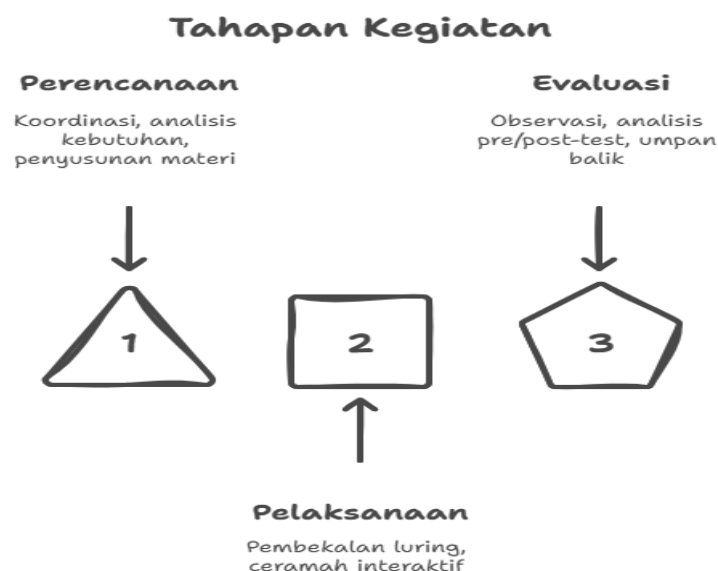 Tahapan Kegiatan
Perencanaan
Koordinasi, analisis
kebutuhan,
penyusunan materi
Evaluasi
Observasi, analisis
pre/post-test, umpan
balik
1
2
3
Pelaksanaan
Pembekalan luring,
ceramah interaktif